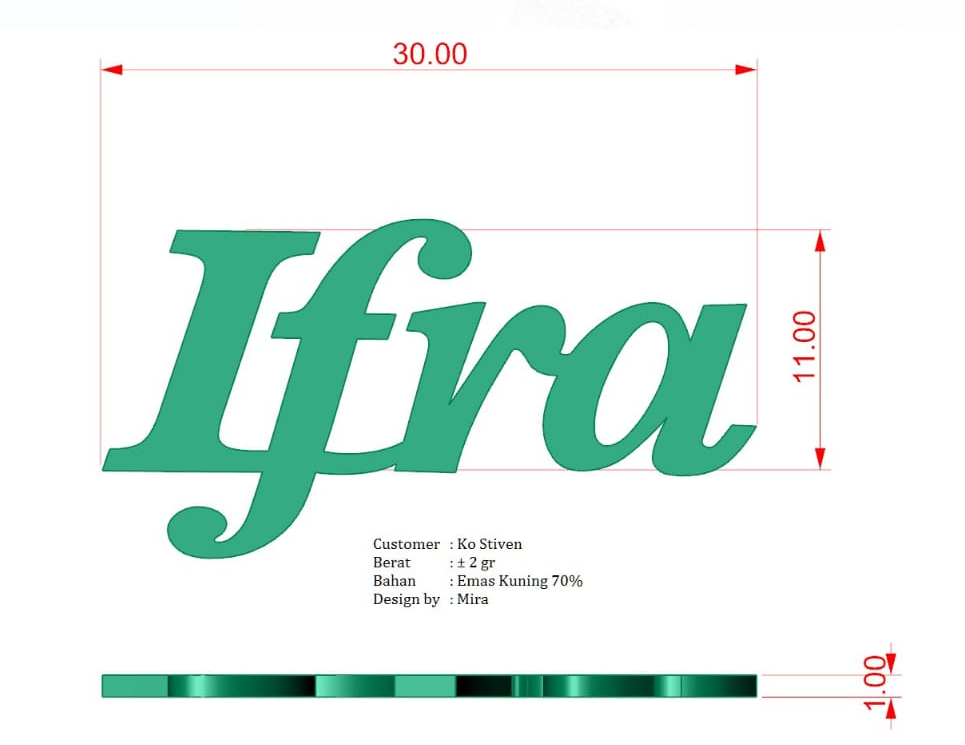 30.00
Ifra
11.00
Customer : Ko Stiven
Berat : ± 2 gr
Bahan : Emas Kuning 70%
Design by : Mira
1.00